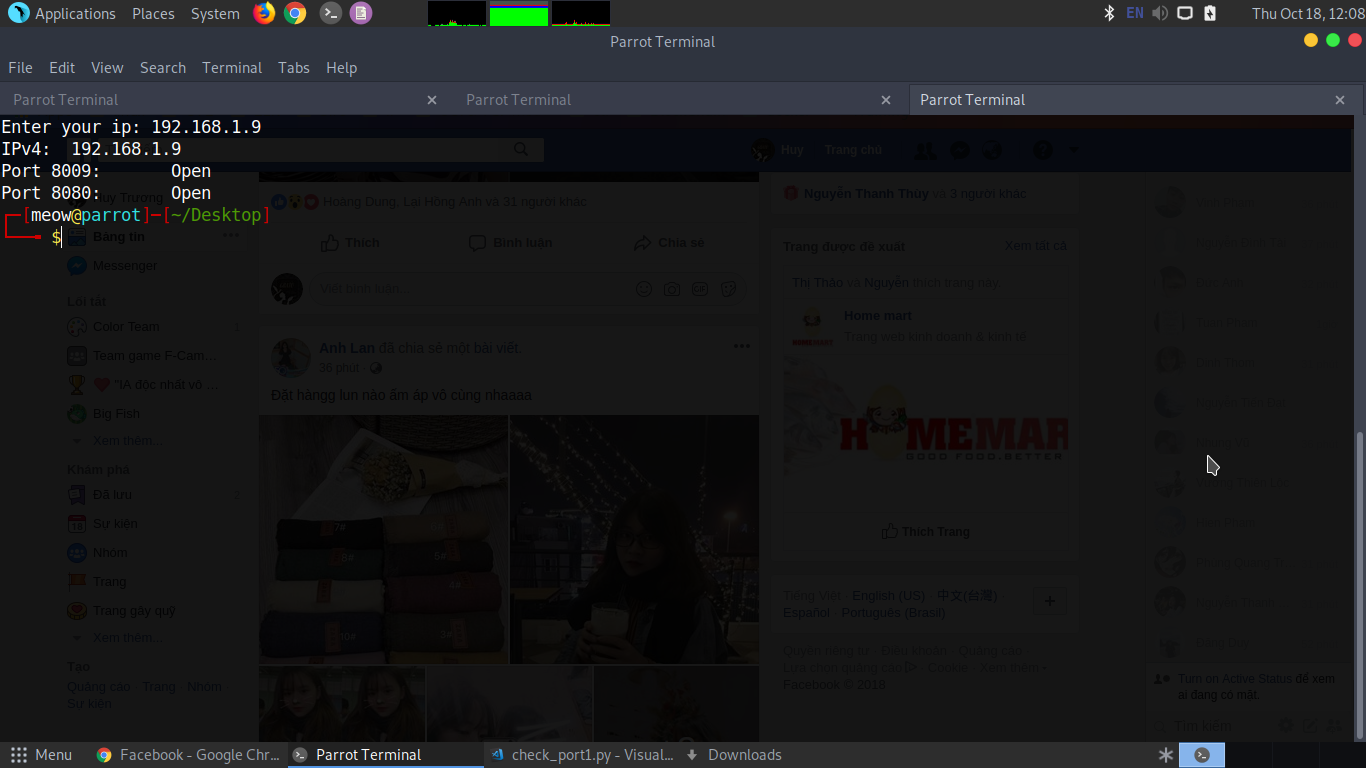 Applications Places System
EN Thu Oct 18, 12:08
Parrot Terminal
File Edit View Search Terminal Tabs Help
Parrot Terminal Parrot Terminal Parrot Terminal
Enter your ip: 192.168.1.9
IPv4: 192.168.1.9
Port 8009: Open
Port 8080: Open
[meow@parrot]─[~/Desktop]
$
Huy Trang chủ
Huy Trương
Bảng tin
Messenger
Lối tắt
Color Team 1
Team game F-Cam...
"IA độc nhất vô ...
Big Fish
Xem thêm...
Khám phá
Đã lưu 2
Sự kiện
Nhóm
Trang
Trang gây quỹ
Xem thêm...
Tạo
Quảng cáo · Trang · Nhóm
Sự kiện
Hoàng Dung, Lại Hồng Anh và 31 người khác
Thích Bình luận Chia sẻ
Viết bình luận...
Anh Lan đã chia sẻ một bài viết.
36 phút ·
Đặt hàngg lun nào ấm áp vô cùng nhaaaa
Nguyễn Thanh Thủy và 3 người khác
Trang được đề xuất Xem tất cả
Thị Thảo và Nguyễn thích trang này.
Home mart
Trang web kinh doanh & kinh tế
HOMEMAR
GOOD FOOD.BETTER
Thích Trang
Tiếng Việt · English (US) · 中文(台灣) ·
Español · Português (Brasil)
Quyền riêng tư · Điều khoản · Quảng cáo ·
Lựa chọn quảng cáo · Cookie · Xem thêm
Facebook © 2018
Turn on Active Status để xem
ai đang có mặt.
Tìm kiếm
Menu Facebook - Google Chr... Parrot Terminal check_port1.py - Visual... Downloads